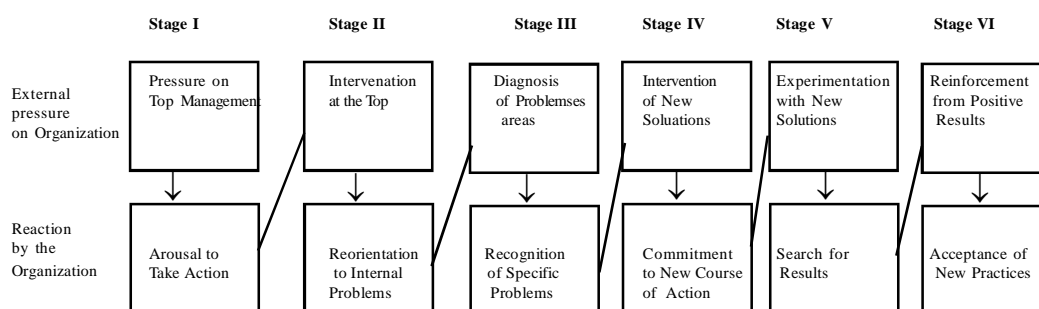 Stage I
Stage II
Stage III
Stage IV
Stage V
Stage VI
External
pressure
on Organization
Pressure on
Top Management
Intervenation
at the Top
Diagnosis
of Problemses
areas
Intervention
of New
Soluations
Experimentation
with New
Solutions
Reinforcement
from Positive
Results
Reaction
by the
Organization
Arousal to
Take Action
Reorientation
to Internal
Problems
Recognition
of Specific
Problems
Commitment
to New Course
of Action
Search for
Results
Acceptance of
New Practices